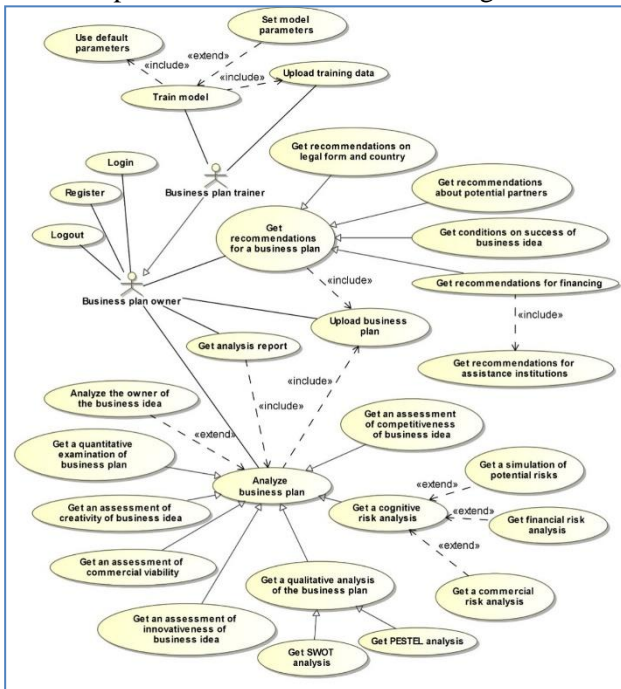 Set model
parameters
Use default
parameters
«extend»
«include»
«include»
Upload training data
Train model
Get recommendations on
legal form and country
Login
Business plan trainer
Get recommendations
about potential partners
Register
Get
recommendations
for a business plan
Get conditions on success of
business idea
Logout
Get recommendations for financing
«include»
Business plan owner
Upload business
plan
«include»
Get analysis report
Get recommendations for
assistance institutions
«include»
Analyze the owner of
the business idea
«include»
Get an assessment
of competitiveness
of business idea
«extend»
Get a quantitative
examination of
business plan
Get a simulation of
potential risks
Analyze
business plan
«extend»
Get an assessment of
creativity of business idea
Get a cognitive
risk analysis
Get financial risk
analysis
«extend»
«extend»
Get an assessment of
commercial viability
Get a qualitative analysis
of the business plan
Get a commercial
risk analysis
Get an assessment of
innovativeness of
business idea
Get PESTEL analysis
Get SWOT
analysis